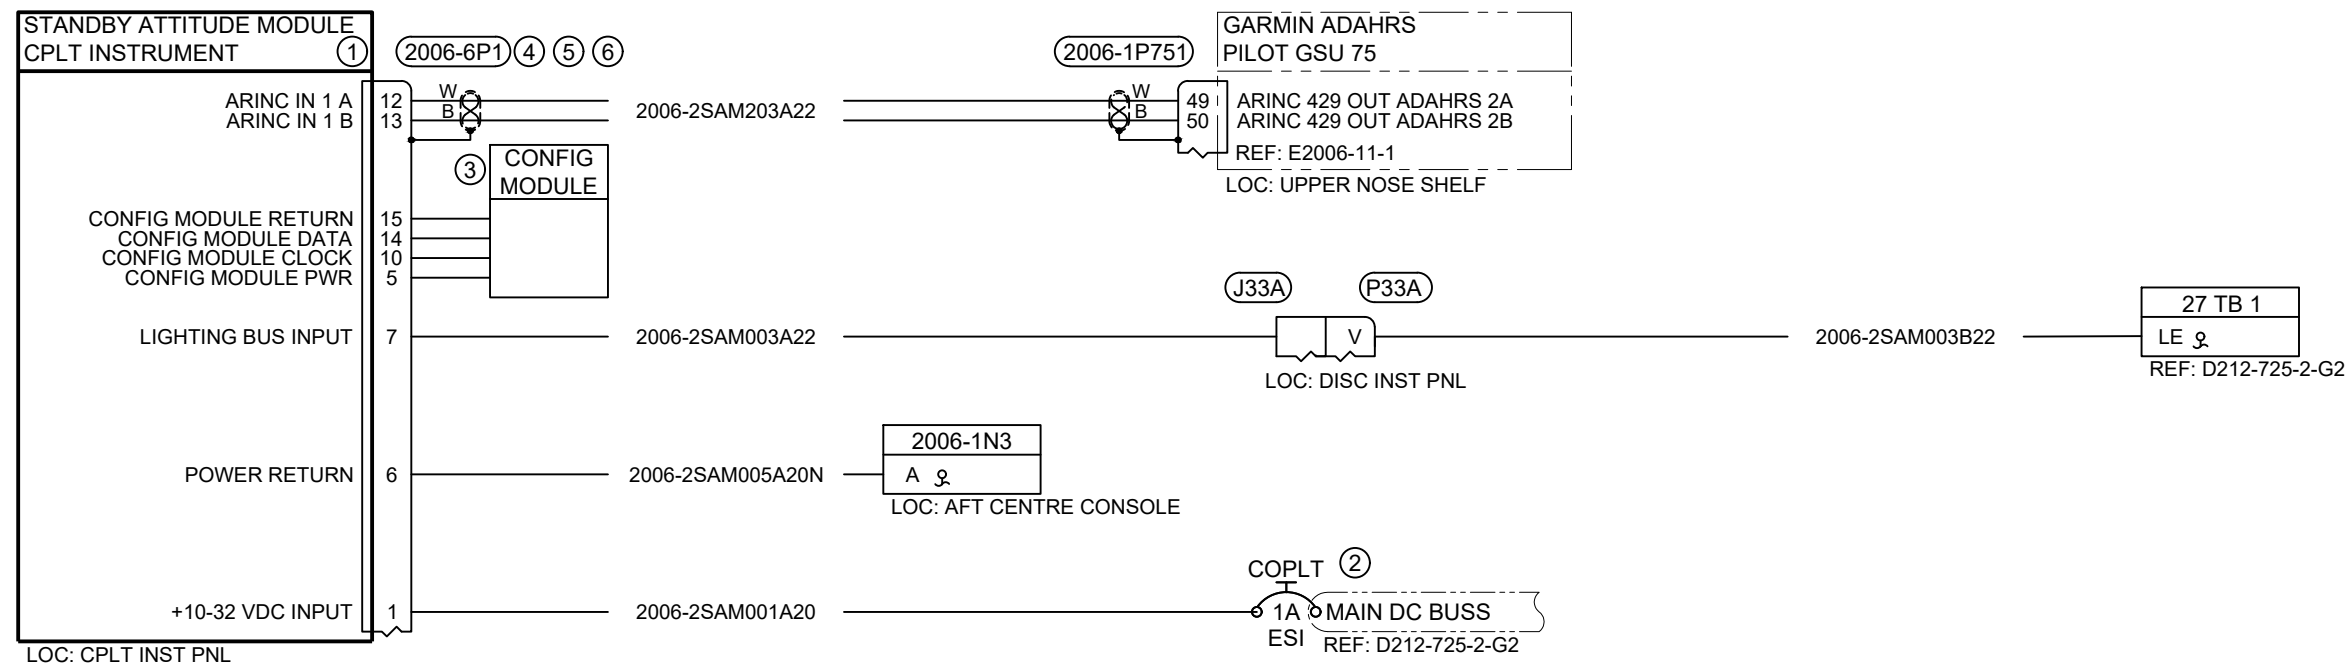 STANDBY ATTITUDE MODULE
CPLT INSTRUMENT 1
2006-6P1 4 5 6
2006-1P751
GARMIN ADAHRS
PILOT GSU 75
ARINC IN 1 A 12 W 2006-2SAM203A22 W 49 ARINC 429 OUT ADAHRS 2A
ARINC IN 1 B 13 B B 50 ARINC 429 OUT ADAHRS 2B
REF: E2006-11-1
LOC: UPPER NOSE SHELF
3 CONFIG
MODULE
CONFIG MODULE RETURN 15
CONFIG MODULE DATA 14
CONFIG MODULE CLOCK 10
CONFIG MODULE PWR 5
J33A P33A
27 TB 1
LIGHTING BUS INPUT 7 2006-2SAM003A22 V 2006-2SAM003B22 LE
REF: D212-725-2-G2
LOC: DISC INST PNL
2006-1N3
POWER RETURN 6 2006-2SAM005A20N A
LOC: AFT CENTRE CONSOLE
COPLT 2
+10-32 VDC INPUT 1 2006-2SAM001A20 1A MAIN DC BUSS
ESI REF: D212-725-2-G2
LOC: CPLT INST PNL